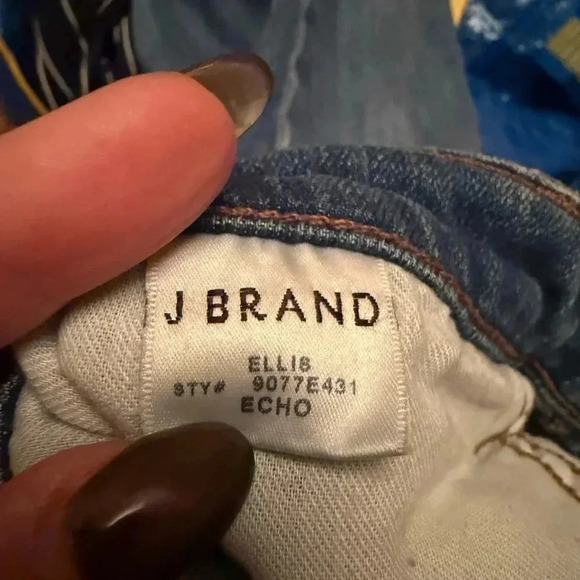 J BRAND
ELLIS
STY# 9077E431
ECHO